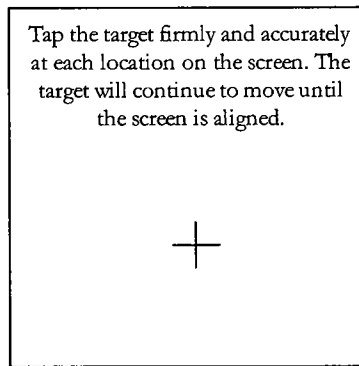 Tap the target firmly and accurately
at each location on the screen. The
target will continue to move until
the screen is aligned.